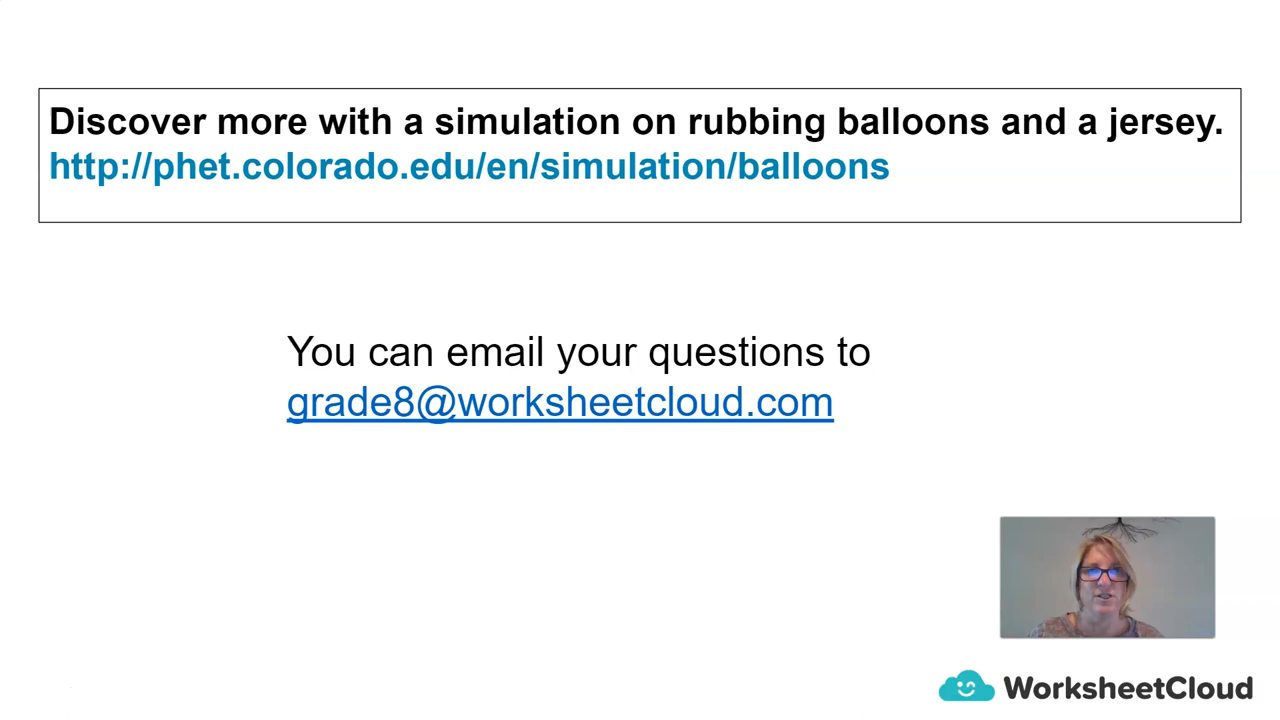 Discover more with a simulation on rubbing balloons and a jersey.
http://phet.colorado.edu/en/simulation/balloons
You can email your questions to
grade8@worksheetcloud.com
WorksheetCloud